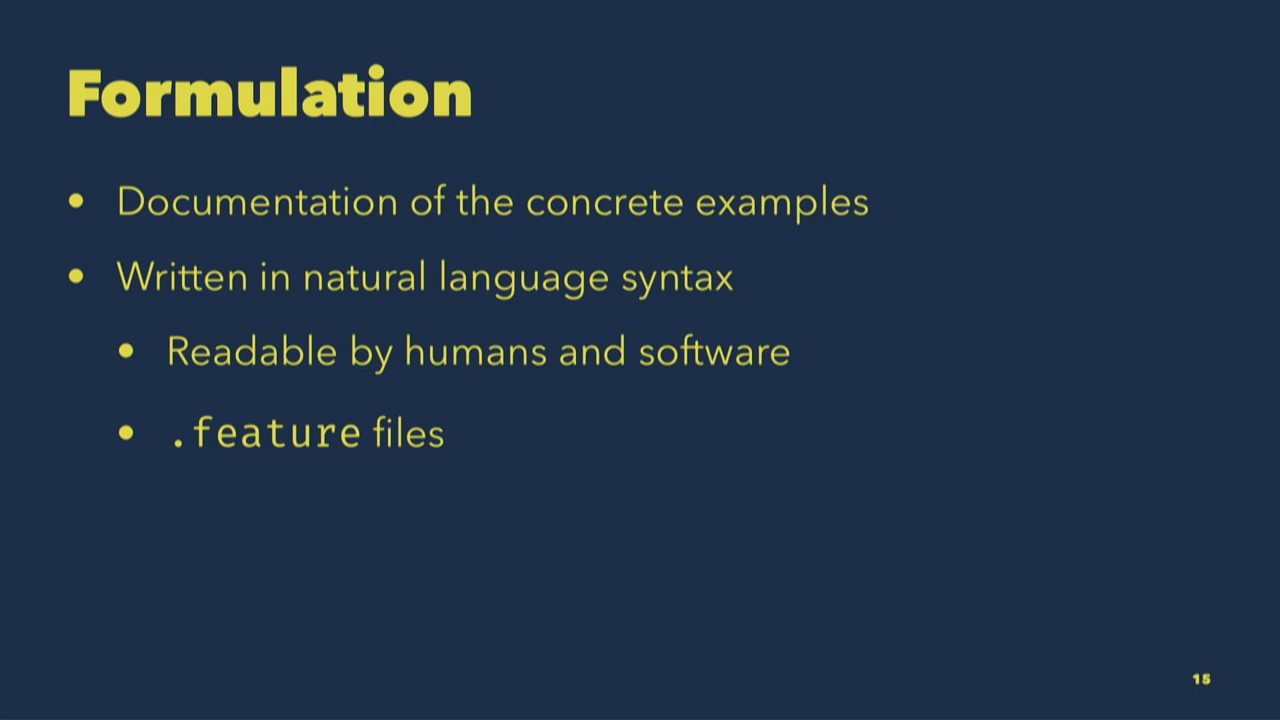 Formulation
• Documentation of the concrete examples
• Written in natural language syntax
• Readable by humans and software
• .feature files
15